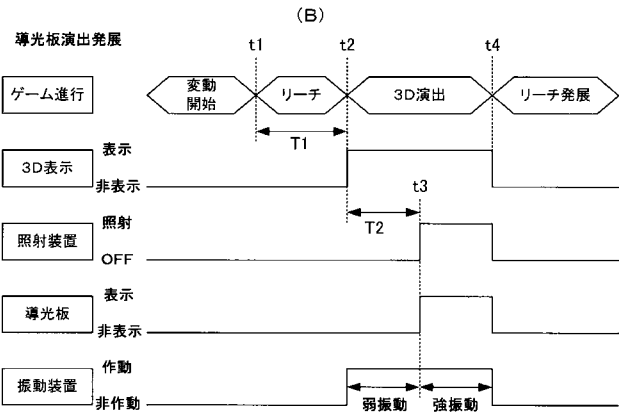 (B)
導光板演出発展
t1 t2 t4
ゲーム進行
変動
開始
リーチ
3D演出
リーチ発展
T1
3D表示
表示
非表示
t3
T2
照射装置
照射
OFF
導光板
表示
非表示
振動装置
作動
非作動
弱振動
強振動